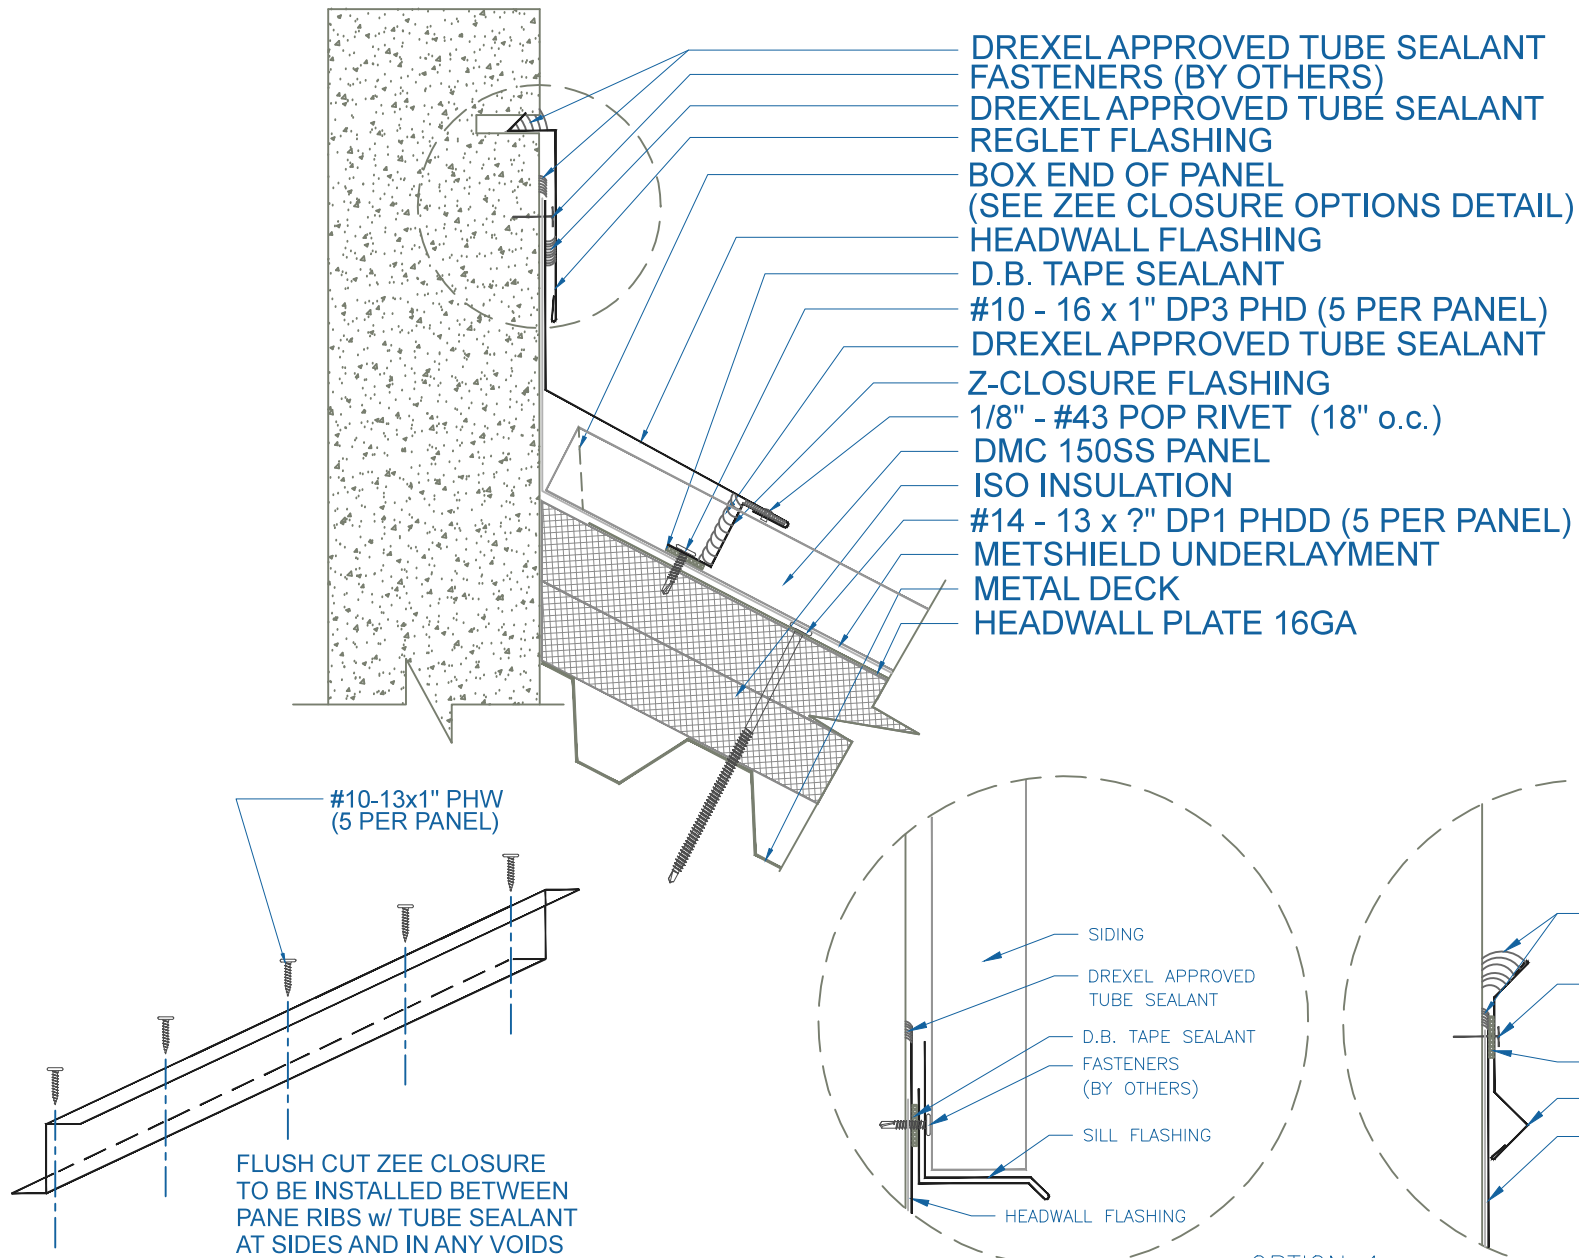 DREXEL APPROVED TUBE SEALANT
FASTENERS (BY OTHERS)
DREXEL APPROVED TUBE SEALANT
REGLET FLASHING
BOX END OF PANEL
(SEE ZEE CLOSURE OPTIONS DETAIL)
HEADWALL FLASHING
D.B. TAPE SEALANT
#10 - 16 x 1" DP3 PHD (5 PER PANEL)
DREXEL APPROVED TUBE SEALANT
Z-CLOSURE FLASHING
1/8" - #43 POP RIVET (18" o.c.)
DMC 150SS PANEL
ISO INSULATION
#14 - 13 x ?" DP1 PHDD (5 PER PANEL)
METSHIELD UNDERLAYMENT
METAL DECK
HEADWALL PLATE 16GA
#10-13x1" PHW
(5 PER PANEL)
FLUSH CUT ZEE CLOSURE
TO BE INSTALLED BETWEEN
PANE RIBS w/ TUBE SEALANT
AT SIDES AND IN ANY VOIDS
SIDING
DREXEL APPROVED
TUBE SEALANT
D.B. TAPE SEALANT
FASTENERS
(BY OTHERS)
SILL FLASHING
HEADWALL FLASHING